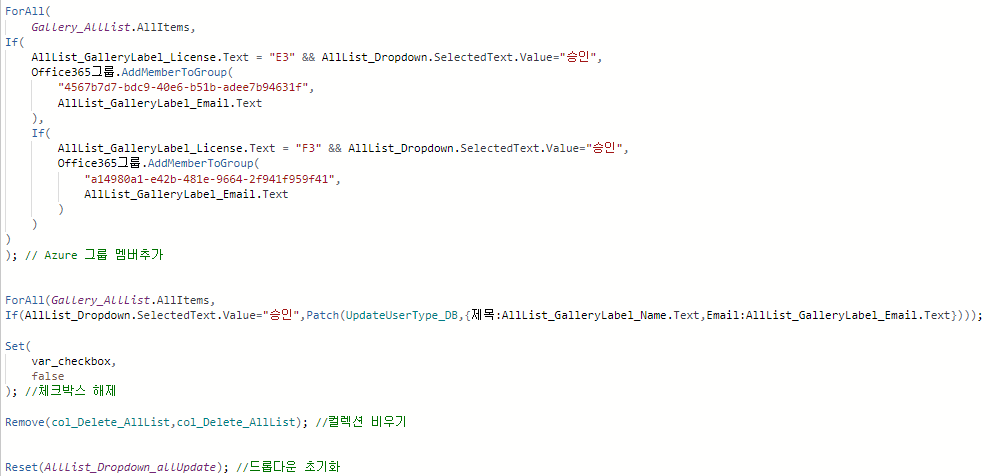 ForAll(
Gallery_AllList.AllItems,
If(
AllList_GalleryLabel_License.Text = "E3" && AllList_Dropdown.SelectedText.Value="승인",
Office365그룹.AddMemberToGroup(
"4567b7d7-bdc9-40e6-b51b-adee7b94631f",
AllList_GalleryLabel_Email.Text
),
If(
AllList_GalleryLabel_License.Text = "F3" && AllList_Dropdown.SelectedText.Value="승인",
Office365그룹.AddMemberToGroup(
"a14980a1-e42b-481e-9664-2f941f959f41",
AllList_GalleryLabel_Email.Text
)
)
)
); // Azure 그룹 멤버추가
ForAll(Gallery_AllList.AllItems,
If(AllList_Dropdown.SelectedText.Value="승인",Patch(UpdateUserType_DB,{제목:AllList_GalleryLabel_Name.Text,Email:AllList_GalleryLabel_Email.Text})));
Set(
var_checkbox,
false
); //체크박스 해제
Remove(col_Delete_AllList,col_Delete_AllList); //컬렉션 비우기
Reset(AllList_Dropdown_allUpdate); //드롭다운 초기화